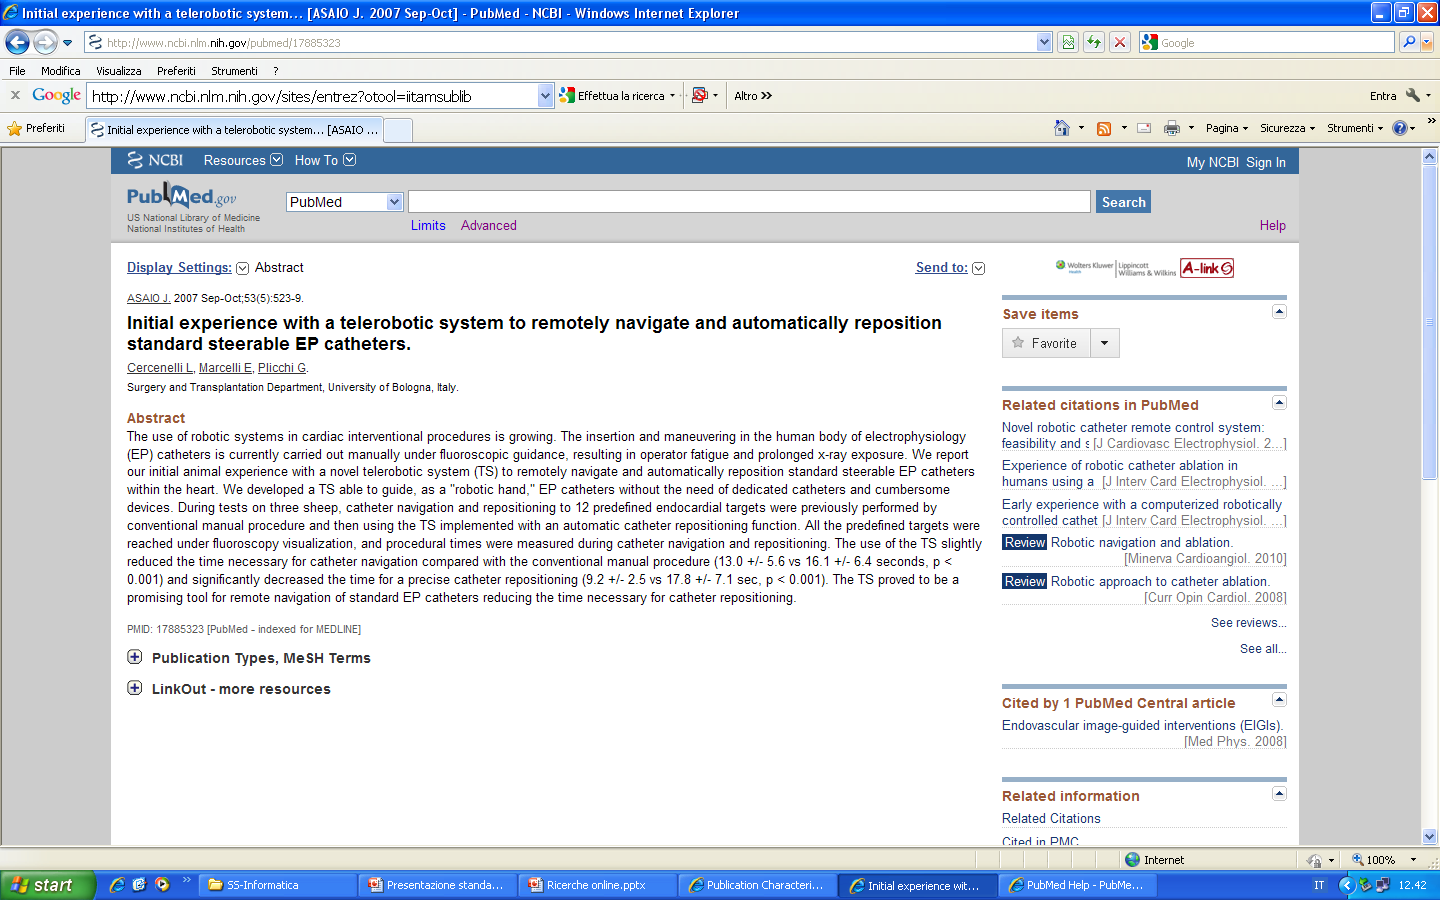 Initial experience with a telerobotic system... [ASAIO J. 2007 Sep-Oct] - PubMed - NCBI - Windows Internet Explorer
http://www.ncbi.nlm.nih.gov/pubmed/17885323
Google
File Modifica Visualizza Preferiti Strumenti ?
x Google http://www.ncbi.nlm.nih.gov/sites/entrez?otool=iitamsublib Effettua la ricerca Altro >> Entra
Preferiti Initial experience with a telerobotic system... [ASAIO ... Pagina Sicurezza Strumenti
NCBI Resources How To My NCBI Sign In
PubMed.gov
US National Library of Medicine
National Institutes of Health
PubMed Search
Limits Advanced Help
Display Settings: Abstract Send to:
ASAIO J. 2007 Sep-Oct;53(5):523-9.
Initial experience with a telerobotic system to remotely navigate and automatically reposition
standard steerable EP catheters.
Cercenelli L, Marcelli E, Plicchi G.
Surgery and Transplantation Department, University of Bologna, Italy.
Abstract
The use of robotic systems in cardiac interventional procedures is growing. The insertion and maneuvering in the human body of electrophysiology
(EP) catheters is currently carried out manually under fluoroscopic guidance, resulting in operator fatigue and prolonged x-ray exposure. We report
our initial animal experience with a novel telerobotic system (TS) to remotely navigate and automatically reposition standard steerable EP catheters
within the heart. We developed a TS able to guide, as a "robotic hand," EP catheters without the need of dedicated catheters and cumbersome
devices. During tests on three sheep, catheter navigation and repositioning to 12 predefined endocardial targets were previously performed by
conventional manual procedure and then using the TS implemented with an automatic catheter repositioning function. All the predefined targets were
reached under fluoroscopy visualization, and procedural times were measured during catheter navigation and repositioning. The use of the TS slightly
reduced the time necessary for catheter navigation compared with the conventional manual procedure (13.0 +/- 5.6 vs 16.1 +/- 6.4 seconds, p <
0.001) and significantly decreased the time for a precise catheter repositioning (9.2 +/- 2.5 vs 17.8 +/- 7.1 sec, p < 0.001). The TS proved to be a
promising tool for remote navigation of standard EP catheters reducing the time necessary for catheter repositioning.
PMID: 17885323 [PubMed - indexed for MEDLINE]
Publication Types, MeSH Terms
LinkOut - more resources
Wolters Kluwer Health Lippincott Williams & Wilkins A-link
Save items
Favorite
Related citations in PubMed
Novel robotic catheter remote control system:
feasibility and s [J Cardiovasc Electrophysiol. 2...]
Experience of robotic catheter ablation in
humans using a [J Interv Card Electrophysiol. ...]
Early experience with a computerized robotically
controlled cathet [J Interv Card Electrophysiol. ...]
Review Robotic navigation and ablation.
[Minerva Cardioangiol. 2010]
Review Robotic approach to catheter ablation.
[Curr Opin Cardiol. 2008]
See reviews...
See all...
Cited by 1 PubMed Central article
Endovascular image-guided interventions (EIGIs).
[Med Phys. 2008]
Related information
Related Citations
Cited in PMC
Internet 100%
start SS-Informatica Presentazione standa... Ricerche online.pptx Publication Characteri... Initial experience wit... PubMed Help - PubMe... IT 12.42